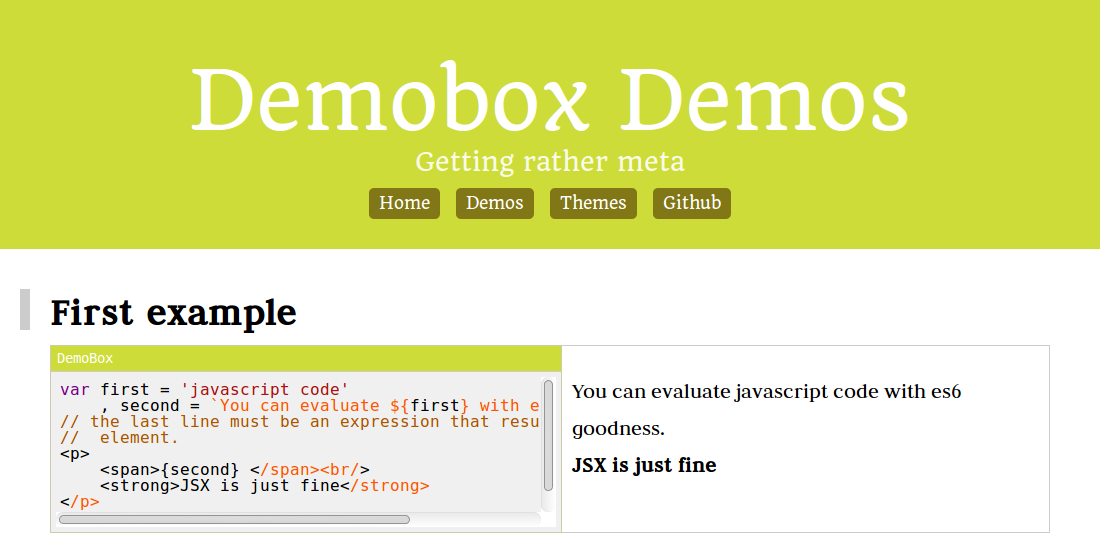 Demobox Demos
Getting rather meta
Home Demos Themes Github
First example
DemoBox
var first = 'javascript code'
    , second = `You can evaluate ${first} with e
// the last line must be an expression that resu
//  element.
<p>
    <span>{second} </span><br/>
    <strong>JSX is just fine</strong>
</p>
You can evaluate javascript code with es6
goodness.
JSX is just fine